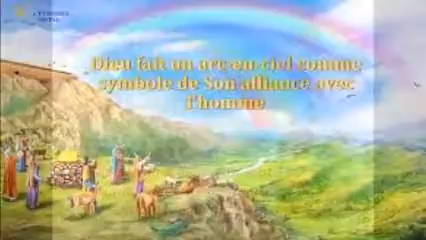 Dieu fait un arc-en-ciel comme
symbole de Son alliance avec
l'homme